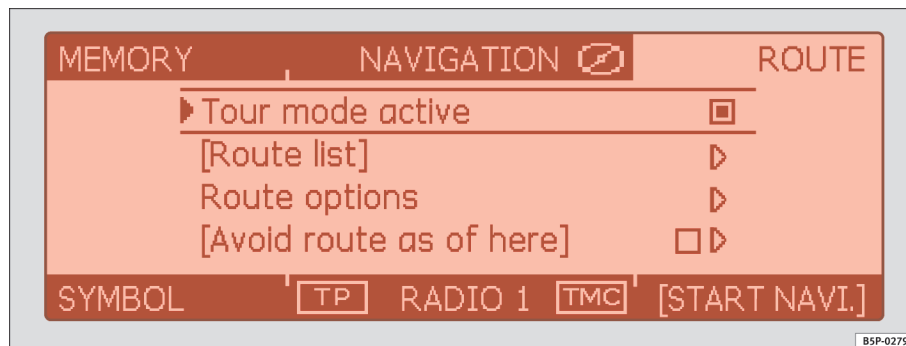 MEMORY NAVIGATION ROUTE
Tour mode active
[Route list]
Route options
[Avoid route as of here]
SYMBOL TP RADIO 1 TMC [START NAVI.]
B5P-0279